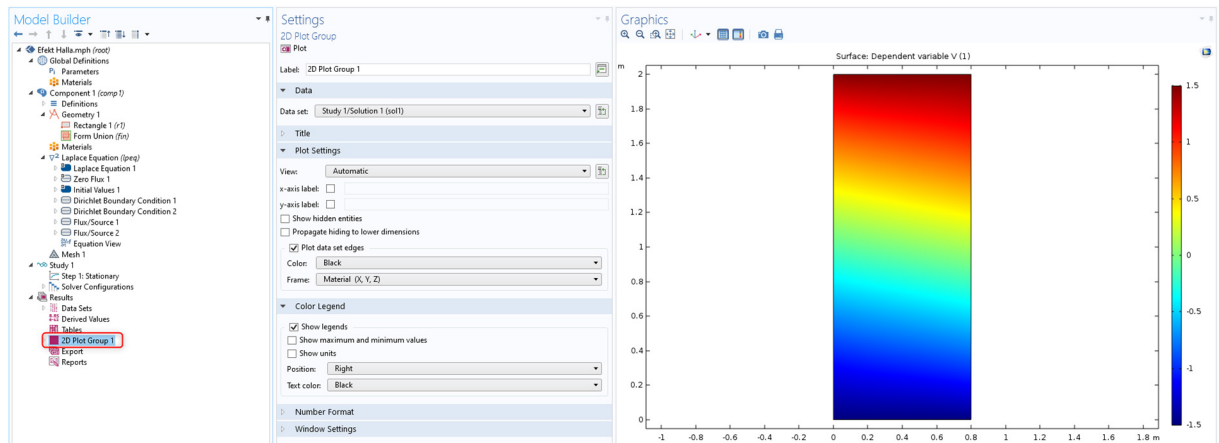 Model Builder
Efekt Halla.mph (root)
Global Definitions
Pi Parameters
Materials
Component 1 (comp1)
Definitions
Geometry 1
Rectangle 1 (r1)
Form Union (fin)
Materials
Laplace Equation (lpeq)
Laplace Equation 1
Zero Flux 1
Initial Values 1
Dirichlet Boundary Condition 1
Dirichlet Boundary Condition 2
Flux/Source 1
Flux/Source 2
Equation View
Mesh 1
Study 1
Step 1: Stationary
Solver Configurations
Results
Data Sets
Derived Values
Tables
2D Plot Group 1
Export
Reports
Settings
2D Plot Group
Plot
Label: 2D Plot Group 1
Data
Data set: Study 1/Solution 1 (sol1)
Title
Plot Settings
View: Automatic
x-axis label:
y-axis label:
Show hidden entities
Propagate hiding to lower dimensions
Plot data set edges
Color: Black
Frame: Material (X, Y, Z)
Color Legend
Show legends
Show maximum and minimum values
Show units
Position: Right
Text color: Black
Number Format
Window Settings
Graphics
Surface: Dependent variable V (1)
m
2
1.8
1.6
1.4
1.2
1
0.8
0.6
0.4
0.2
0
-1 -0.8 -0.6 -0.4 -0.2 0 0.2 0.4 0.6 0.8 1 1.2 1.4 1.6 1.8 m
1.5
1
0.5
0
-0.5
-1
-1.5